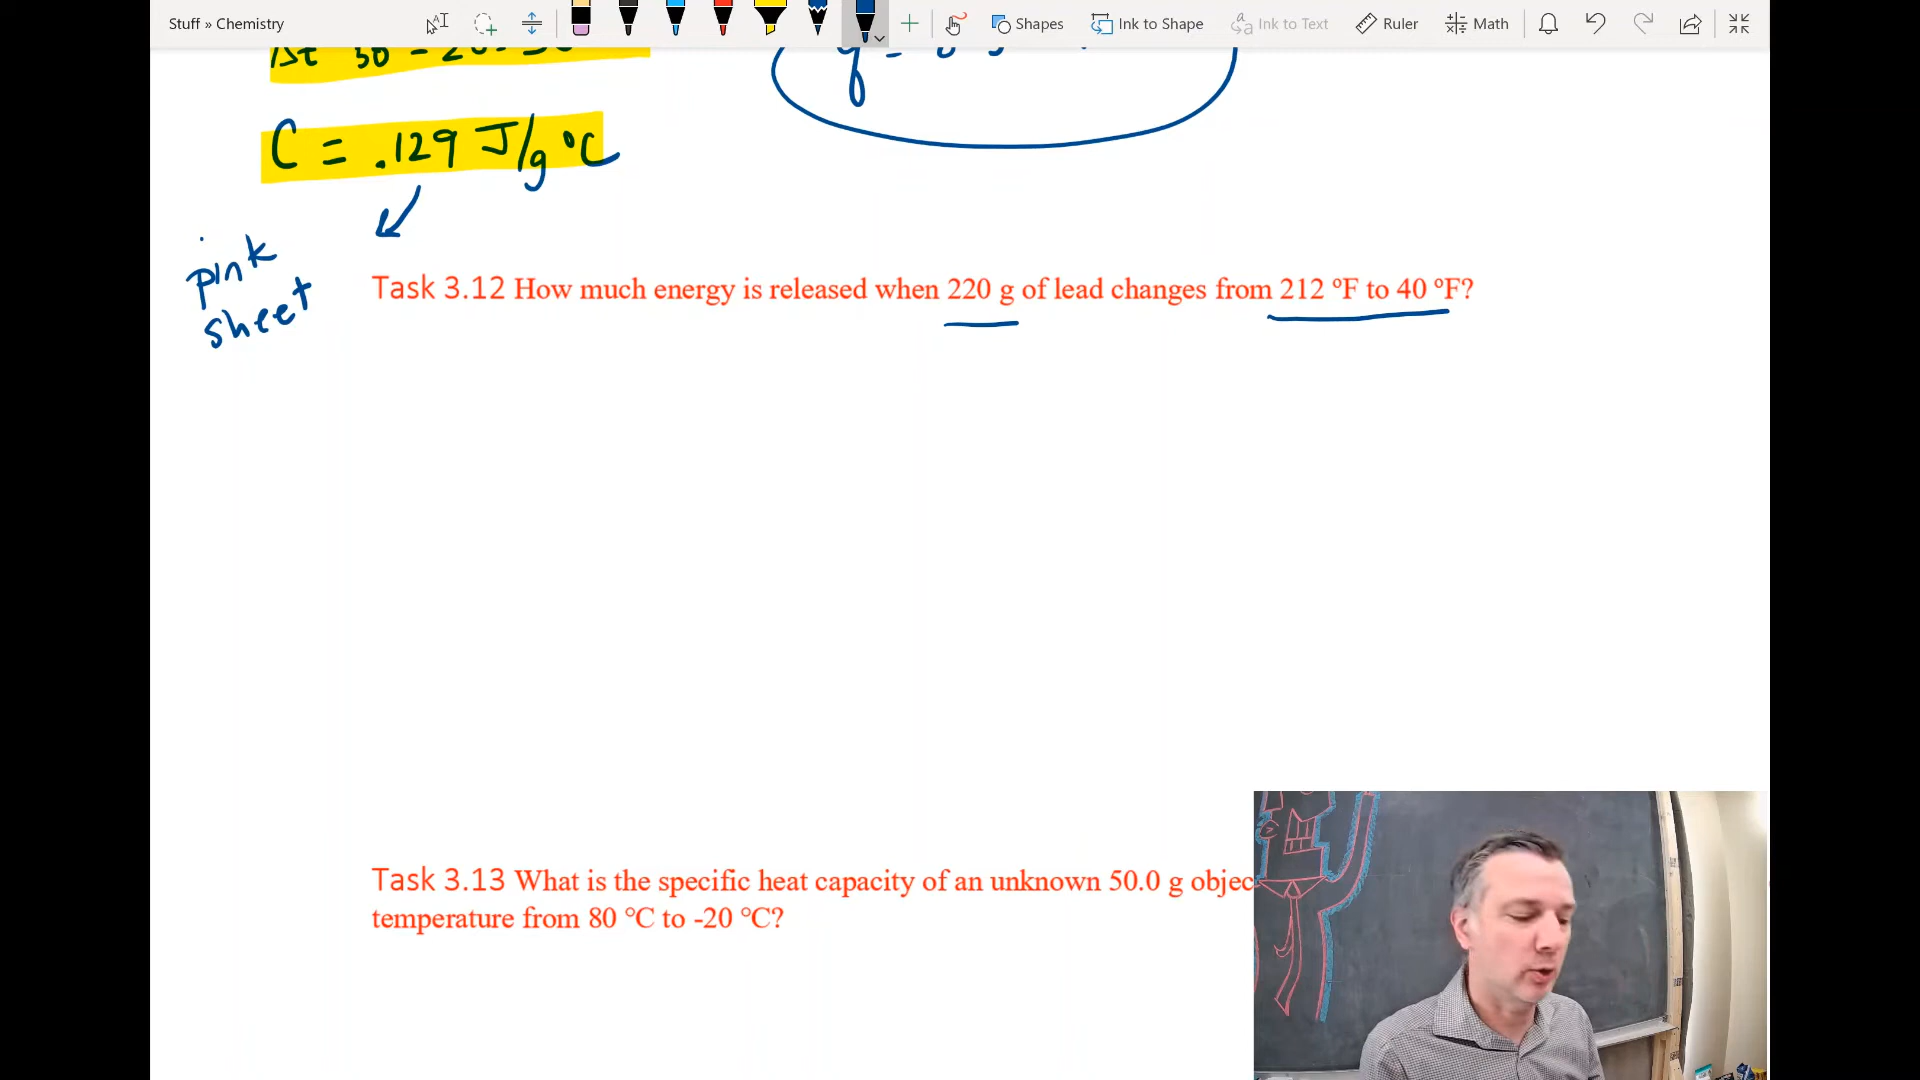 Stuff » Chemistry
Shapes
Ink to Shape
Ink to Text
Ruler
Math
C = .129 J/g °C
pink
sheet
Task 3.12 How much energy is released when 220 g of lead changes from 212 °F to 40 °F?
Task 3.13 What is the specific heat capacity of an unknown 50.0 g objec
temperature from 80 °C to -20 °C?